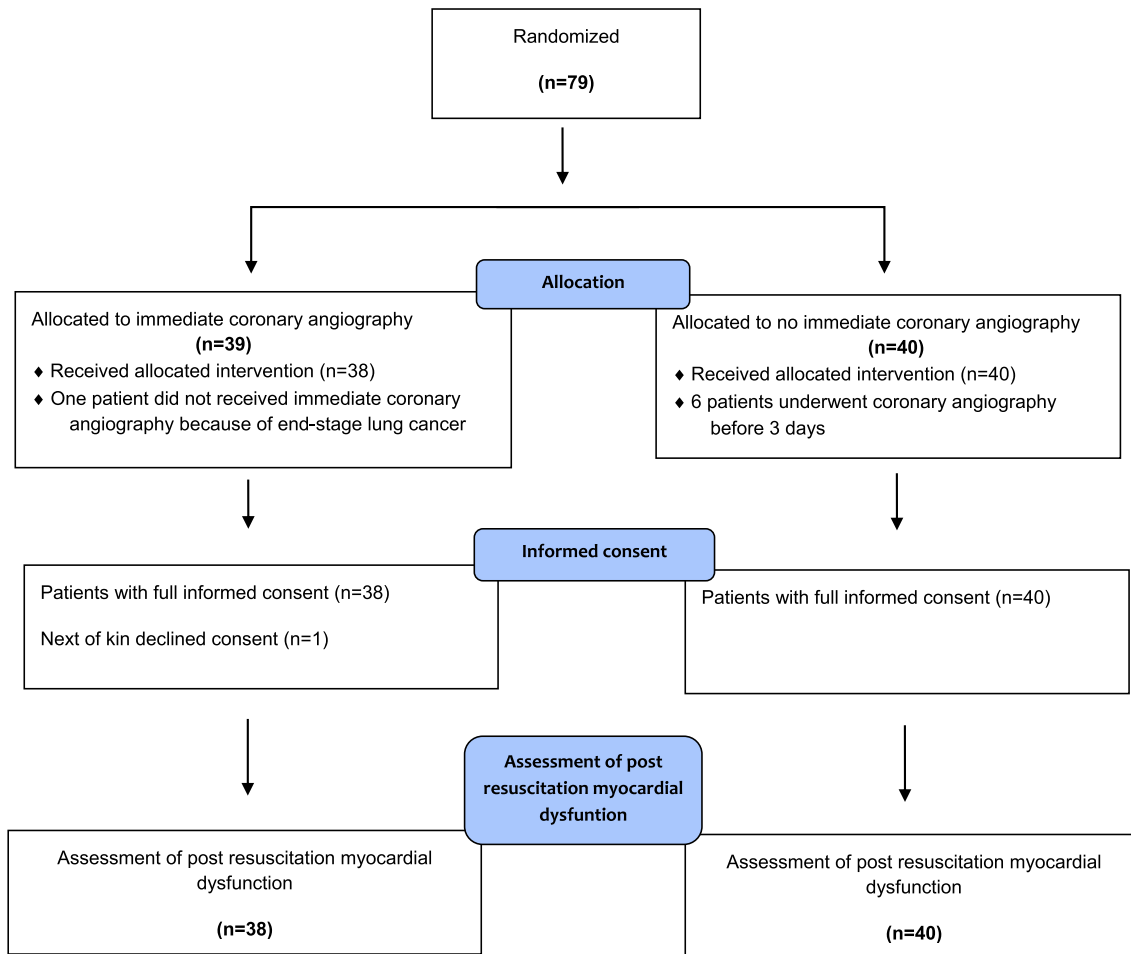 Randomized
(n=79)
Allocation
Allocated to immediate coronary angiography
(n=39)
♦ Received allocated intervention (n=38)
♦ One patient did not received immediate coronary
angiography because of end-stage lung cancer
Allocated to no immediate coronary angiography
(n=40)
♦ Received allocated intervention (n=40)
♦ 6 patients underwent coronary angiography
before 3 days
Informed consent
Patients with full informed consent (n=38)
Next of kin declined consent (n=1)
Patients with full informed consent (n=40)
Assessment of post
resuscitation myocardial
dysfuntion
Assessment of post resuscitation myocardial
dysfunction
(n=38)
Assessment of post resuscitation myocardial
dysfunction
(n=40)